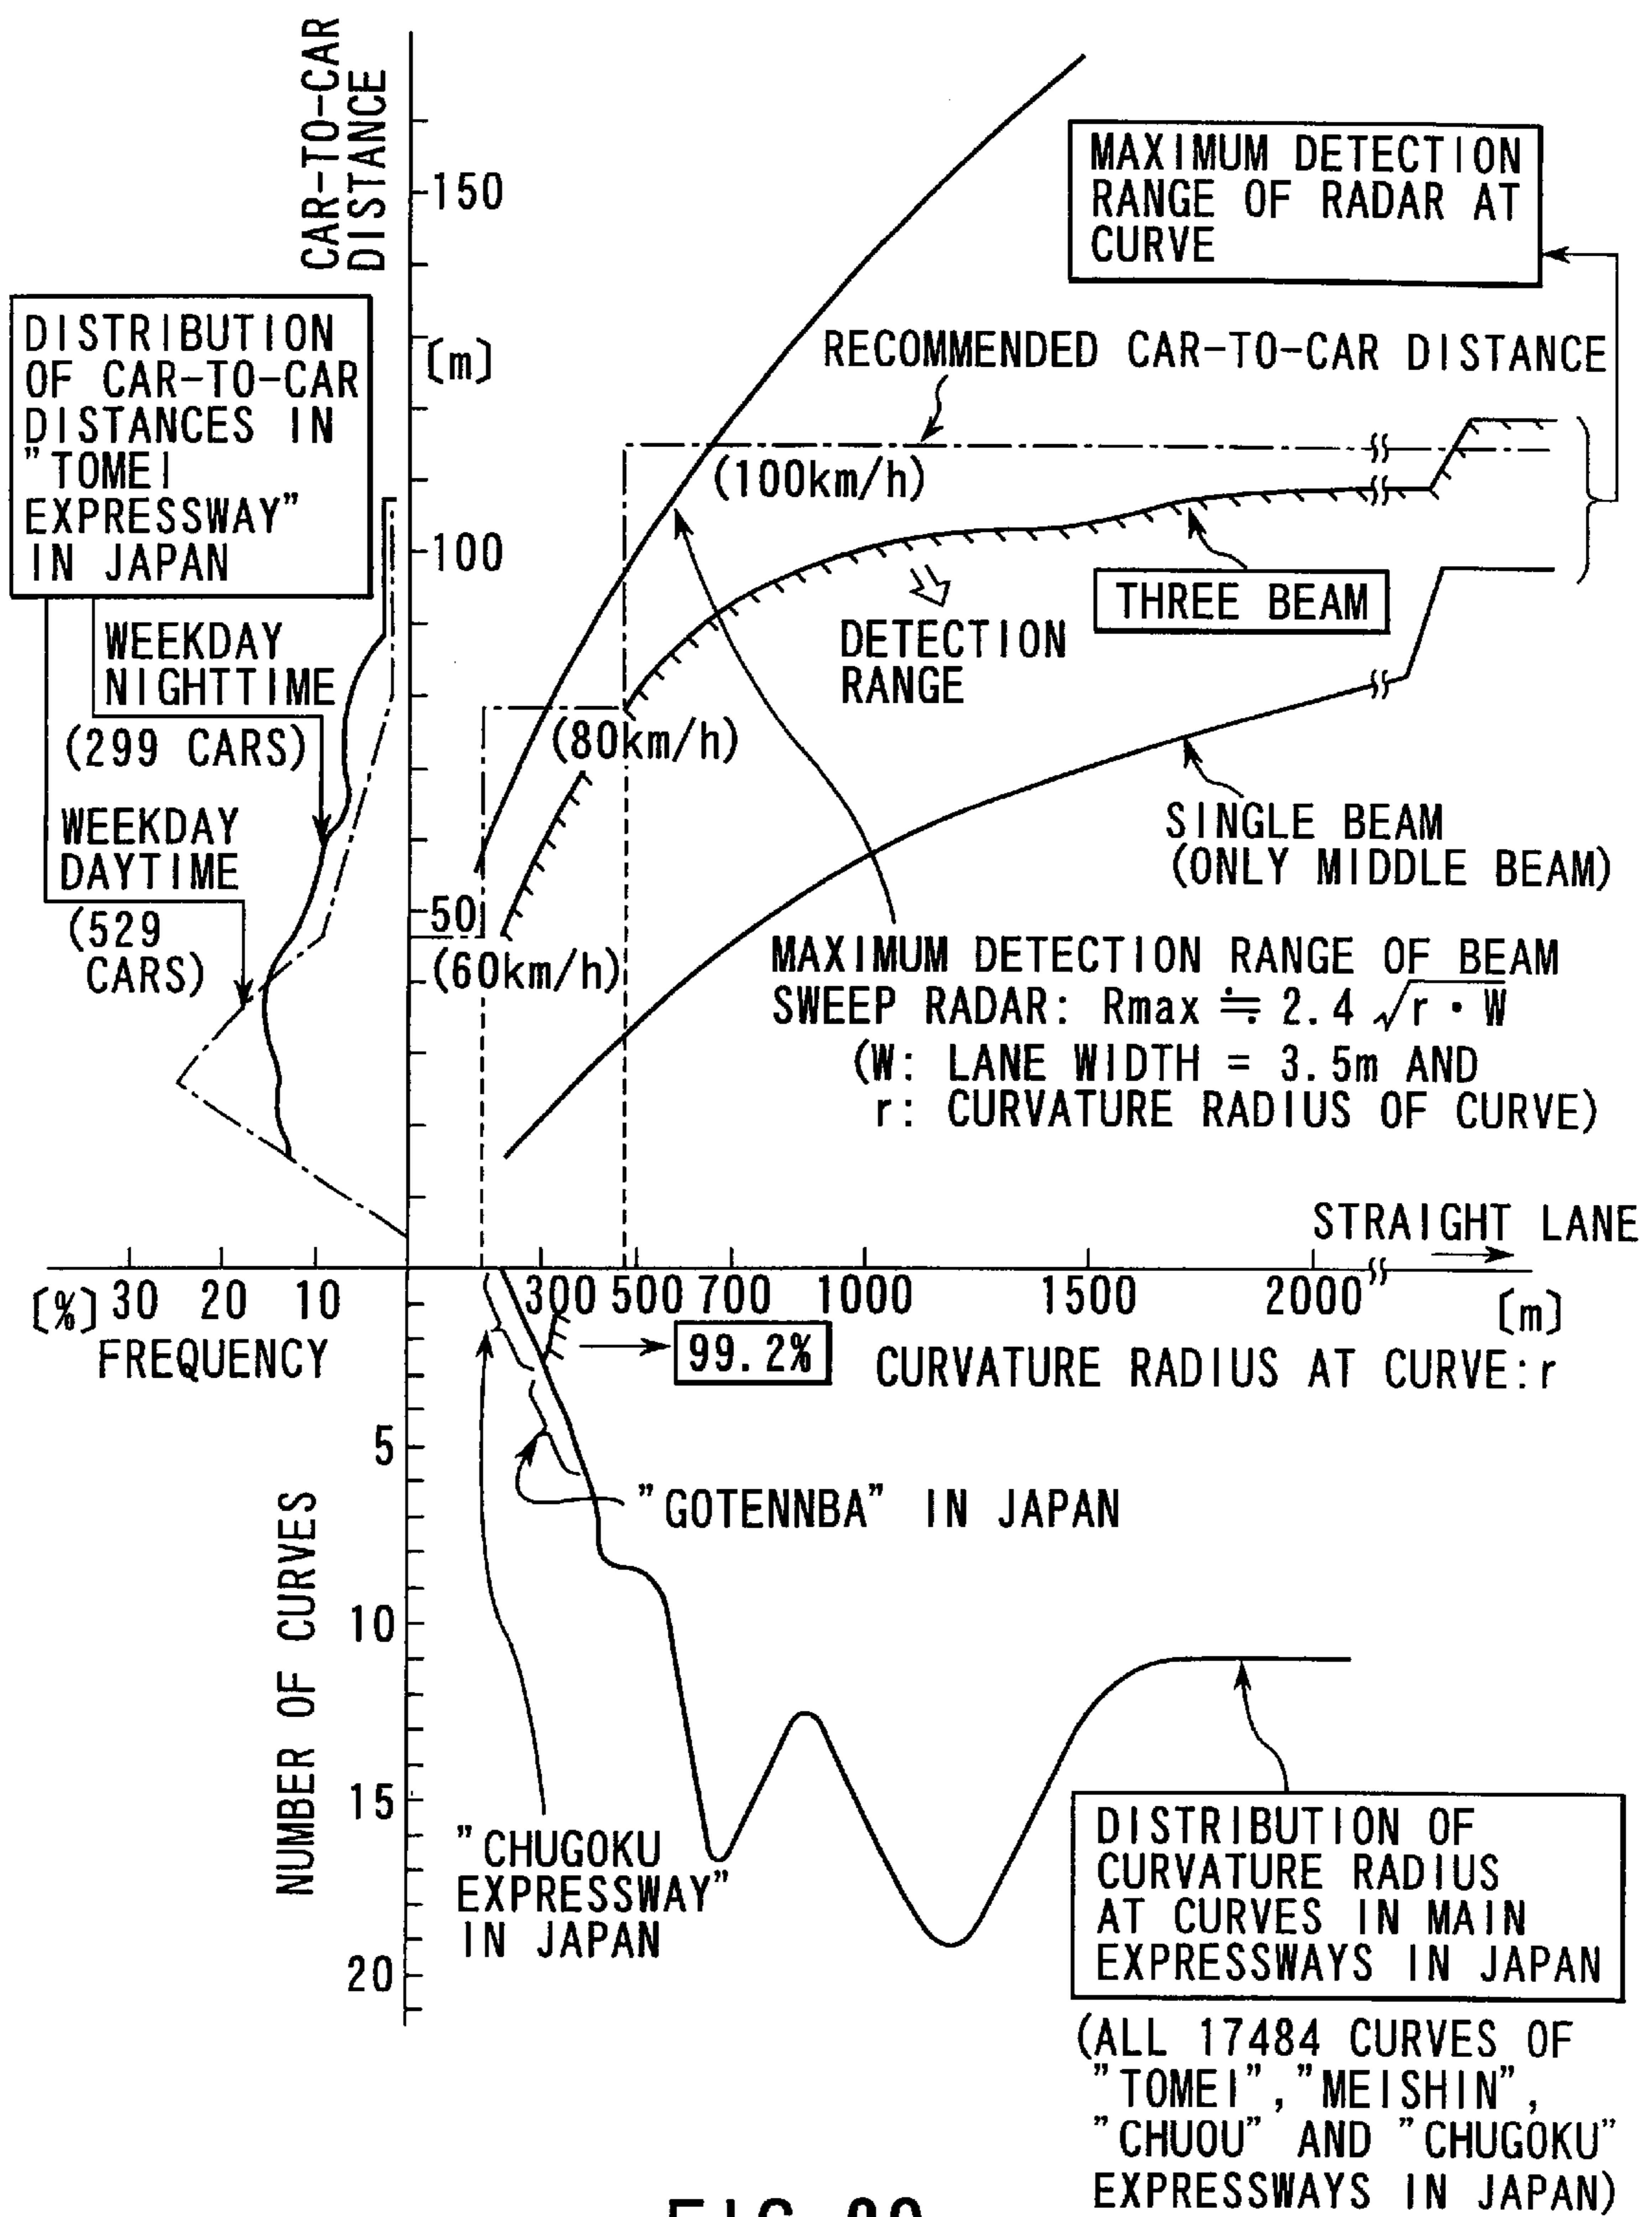 CAR-TO-CAR
DISTANCE
150
[m]
100
50
MAXIMUM DETECTION
RANGE OF RADAR AT
CURVE
DISTRIBUTION
OF CAR-TO-CAR
DISTANCES IN
"TOMEI
EXPRESSWAY"
IN JAPAN
RECOMMENDED CAR-TO-CAR DISTANCE
(100km/h)
THREE BEAM
DETECTION
RANGE
WEEKDAY
NIGHTTIME
(299 CARS)
(80km/h)
WEEKDAY
DAYTIME
(529
CARS)
SINGLE BEAM
(ONLY MIDDLE BEAM)
(60km/h)
MAXIMUM DETECTION RANGE OF BEAM
SWEEP RADAR: Rmax ≒ 2.4 √r・W
(W: LANE WIDTH = 3.5m AND
r: CURVATURE RADIUS OF CURVE)
STRAIGHT LANE
[%] 30 20 10
300 500 700 1000 1500 2000 [m]
FREQUENCY
99.2%
CURVATURE RADIUS AT CURVE:r
5
10
15
20
NUMBER OF CURVES
"GOTENNBA" IN JAPAN
"CHUGOKU
EXPRESSWAY"
IN JAPAN
DISTRIBUTION OF
CURVATURE RADIUS
AT CURVES IN MAIN
EXPRESSWAYS IN JAPAN
(ALL 17484 CURVES OF
"TOMEI","MEISHIN",
"CHUOU" AND "CHUGOKU"
EXPRESSWAYS IN JAPAN)